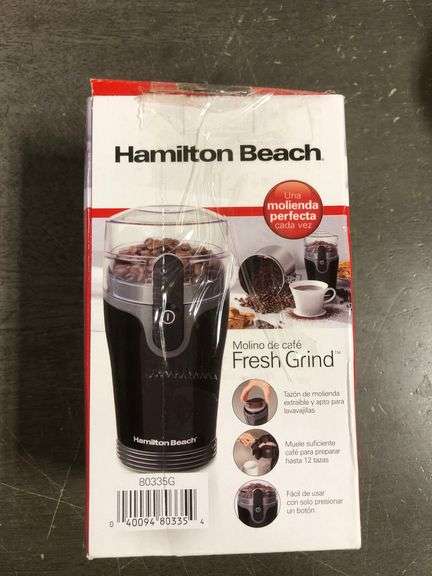 Hamilton Beach
Una
molienda
perfecta
cada vez
Molino de café
Fresh Grind™
Tazón de molienda
extraíble y apto para
lavavajillas
Muele suficiente
café para preparar
hasta 12 tazas
Fácil de usar
con solo presionar
un botón.
Hamilton Beach
80335G
0 40094 80335 4